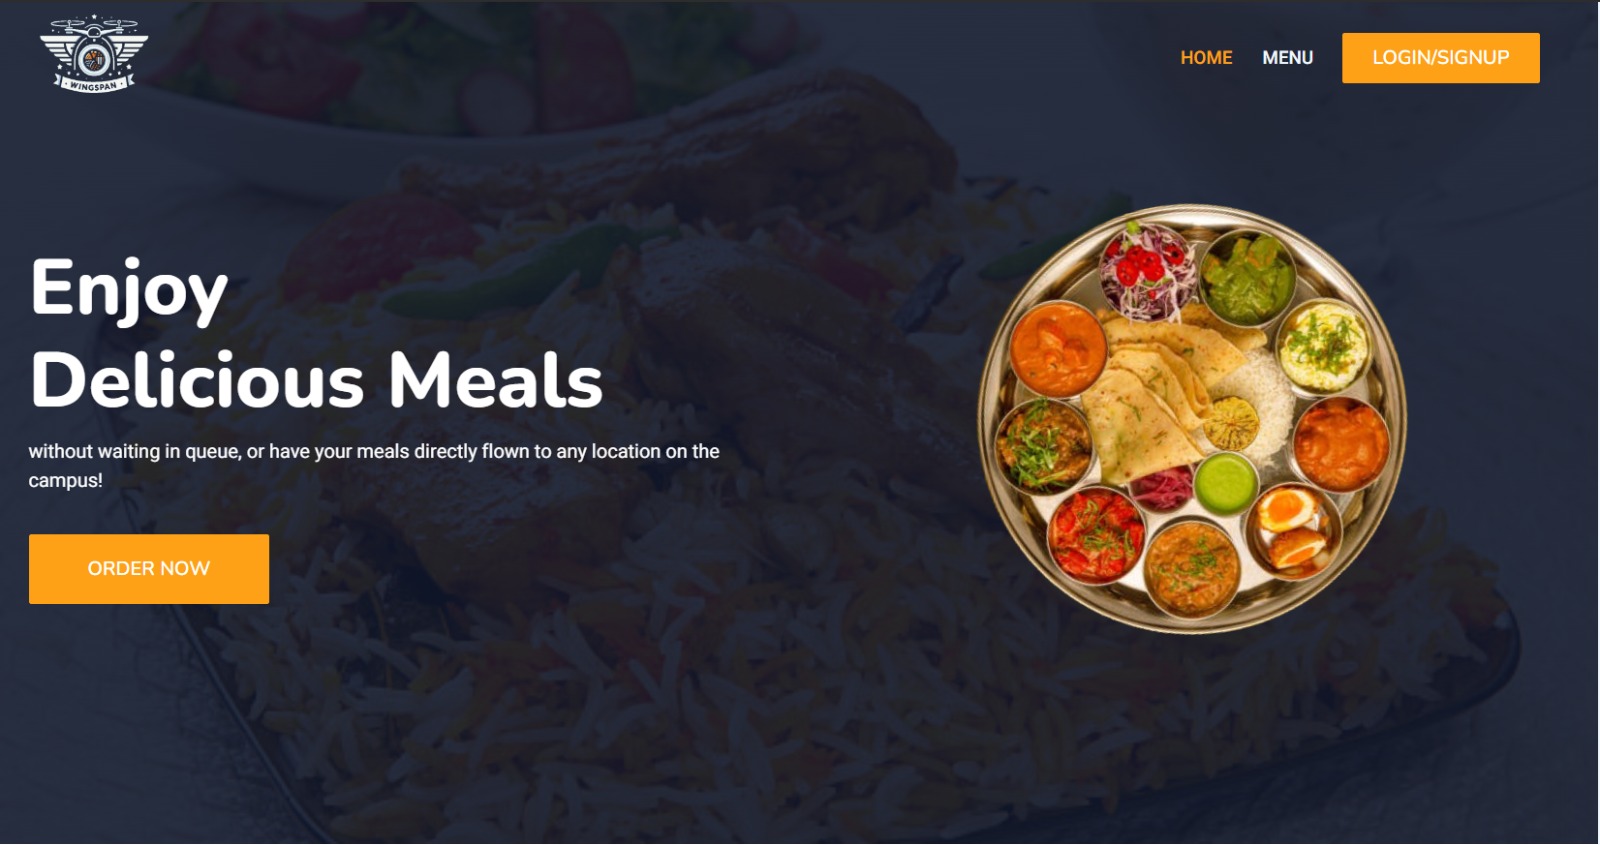 WINGSPAN
HOME MENU LOGIN/SIGNUP
Enjoy
Delicious Meals
without waiting in queue, or have your meals directly flown to any location on the
campus!
ORDER NOW